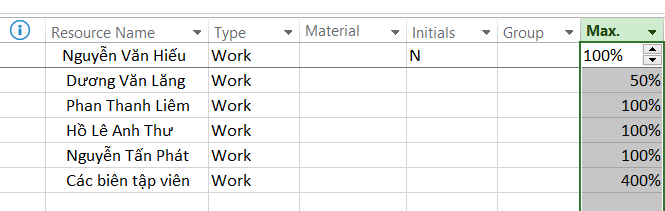 Resource Name Type Material Initials Group Max.
Nguyễn Văn Hiếu Work N 100%
Dương Văn Lăng Work 50%
Phan Thanh Liêm Work 100%
Hồ Lê Anh Thư Work 100%
Nguyễn Tấn Phát Work 100%
Các biên tập viên Work 400%